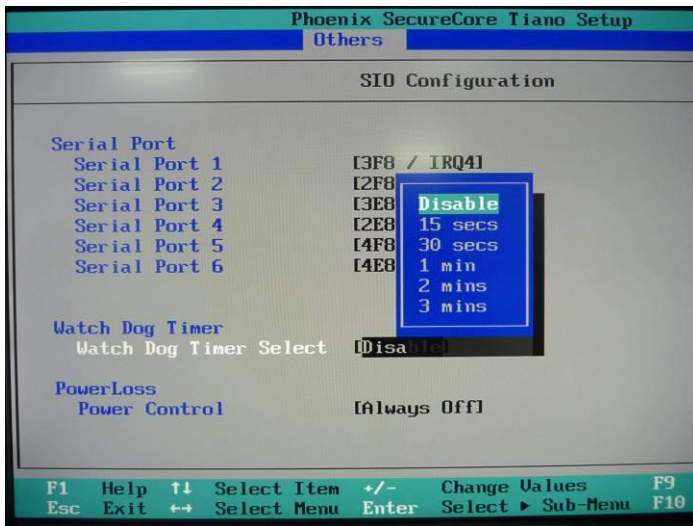 Phoenix SecureCore Tiano Setup
Others
SIO Configuration
Serial Port
Serial Port 1 [3F8 / IRQ4]
Serial Port 2 [2F8
Serial Port 3 [3E8
Serial Port 4 [2E8
Serial Port 5 [4F8
Serial Port 6 [4E8
Disable
15 secs
30 secs
1 min
2 mins
3 mins
Watch Dog Timer
Watch Dog Timer Select [Disable]
PowerLoss
Power Control [Always Off]
F1 Help ↑↓ Select Item +/- Change Values F9
Esc Exit ↔ Select Menu Enter Select ▶ Sub-Menu F10